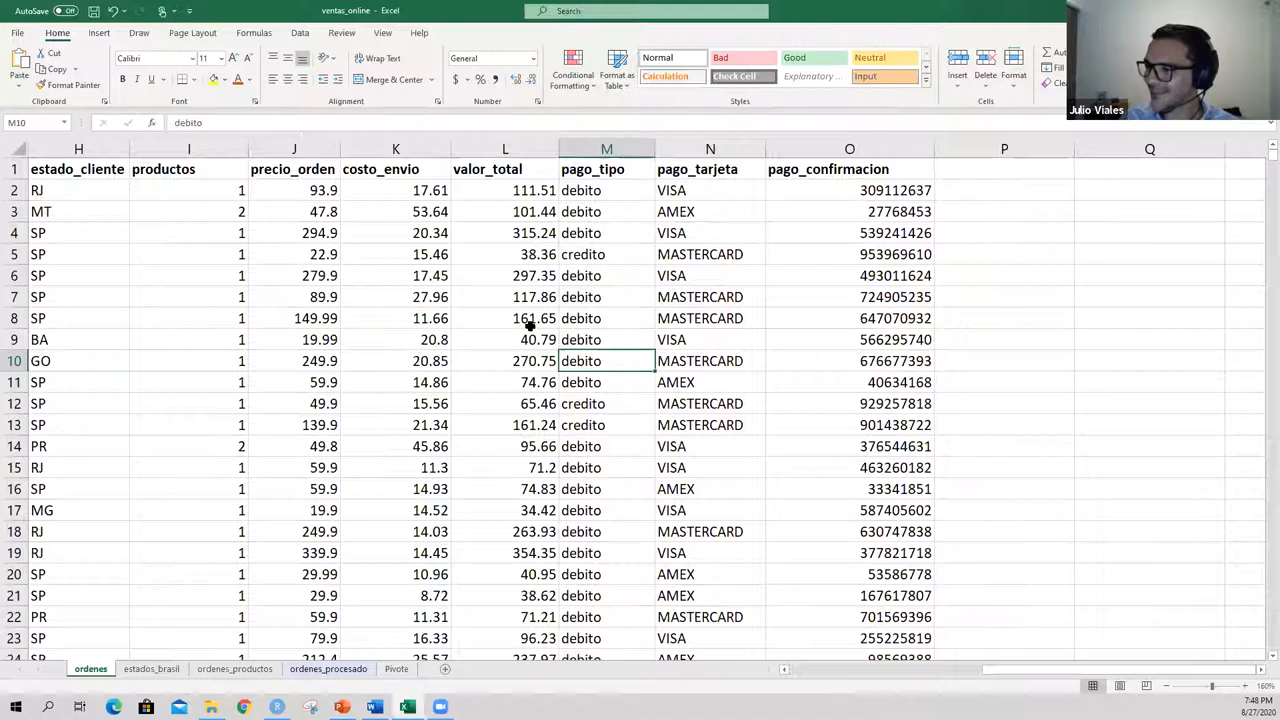 AutoSave Off ventas_online - Excel Search
File Home Insert Draw Page Layout Formulas Data Review View Help
Paste Cut Copy Format Painter Clipboard
Calibri 11 B I U A Font
Merge & Center Alignment
General $ % Number
Conditional Formatting Format as Table
Normal Bad Good Neutral
Calculation Check Cell Explanatory ... Input
Styles
Insert Delete Format Cells
Julio Viales
M10 fx debito
H I J K L M N O P Q
1 estado_cliente productos precio_orden costo_envio valor_total pago_tipo pago_tarjeta pago_confirmacion
2 RJ 1 93.9 17.61 111.51 debito VISA 309112637
3 MT 2 47.8 53.64 101.44 debito AMEX 27768453
4 SP 1 294.9 20.34 315.24 debito VISA 539241426
5 SP 1 22.9 15.46 38.36 credito MASTERCARD 953969610
6 SP 1 279.9 17.45 297.35 debito VISA 493011624
7 SP 1 89.9 27.96 117.86 debito MASTERCARD 724905235
8 SP 1 149.99 11.66 161.65 debito MASTERCARD 647070932
9 BA 1 19.99 20.8 40.79 debito VISA 566295740
10 GO 1 249.9 20.85 270.75 debito MASTERCARD 676677393
11 SP 1 59.9 14.86 74.76 debito AMEX 40634168
12 SP 1 49.9 15.56 65.46 credito MASTERCARD 929257818
13 SP 1 139.9 21.34 161.24 credito MASTERCARD 901438722
14 PR 2 49.8 45.86 95.66 debito VISA 376544631
15 RJ 1 59.9 11.3 71.2 debito VISA 463260182
16 SP 1 59.9 14.93 74.83 debito AMEX 33341851
17 MG 1 19.9 14.52 34.42 debito VISA 587405602
18 RJ 1 249.9 14.03 263.93 debito MASTERCARD 630747838
19 RJ 1 339.9 14.45 354.35 debito VISA 377821718
20 SP 1 29.99 10.96 40.95 debito AMEX 53586778
21 SP 1 29.9 8.72 38.62 debito AMEX 167617807
22 PR 1 59.9 11.31 71.21 debito MASTERCARD 701569396
23 SP 1 79.9 16.33 96.23 debito VISA 255225819
24 SP 1 212.4 25.57 237.97 debito AMEX 98569388
ordenes estados_brasil ordenes_productos ordenes_procesado Pivote
160%
7:48 PM
8/27/2020